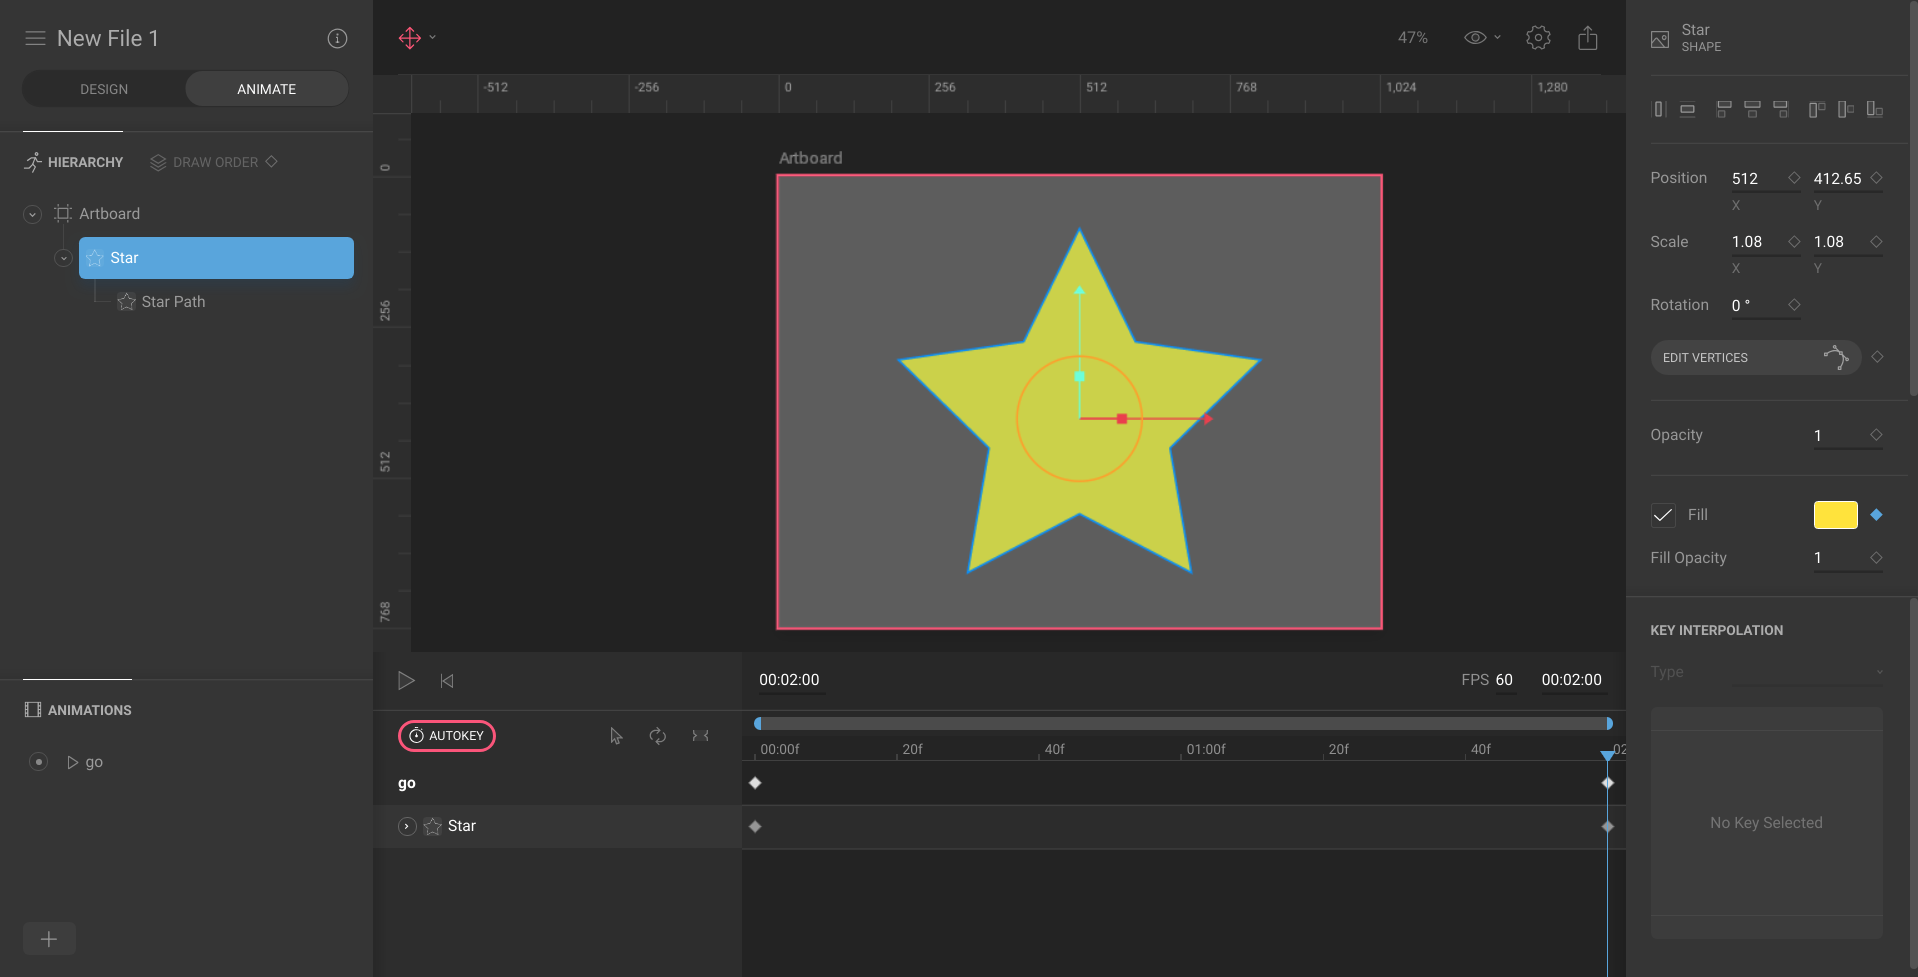 New File 1
DESIGN ANIMATE
HIERARCHY DRAW ORDER
Artboard
Star
Star Path
ANIMATIONS
go
47%
-512 -256 0 256 512 768 1,024 1,280
0
256
512
768
Artboard
00:02:00 FPS 60 00:02:00
AUTOKEY
00:00f 20f 40f 01:00f 20f 40f 02
go
Star
Star
SHAPE
Position 512 412.65
X Y
Scale 1.08 1.08
X Y
Rotation 0 °
EDIT VERTICES
Opacity 1
Fill
Fill Opacity 1
KEY INTERPOLATION
Type
No Key Selected